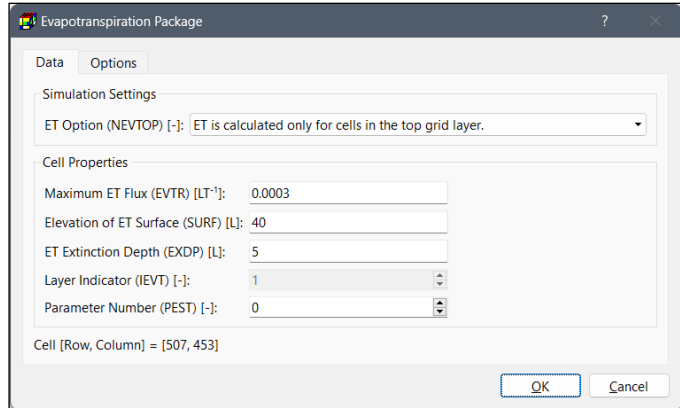 Evapotranspiration Package ?
Data Options
Simulation Settings
ET Option (NEVTOP) [-]: ET is calculated only for cells in the top grid layer.
Cell Properties
Maximum ET Flux (EVTR) [LT⁻¹]: 0.0003
Elevation of ET Surface (SURF) [L]: 40
ET Extinction Depth (EXDP) [L]: 5
Layer Indicator (IEVT) [-]: 1
Parameter Number (PEST) [-]: 0
Cell [Row, Column] = [507, 453]
OK Cancel